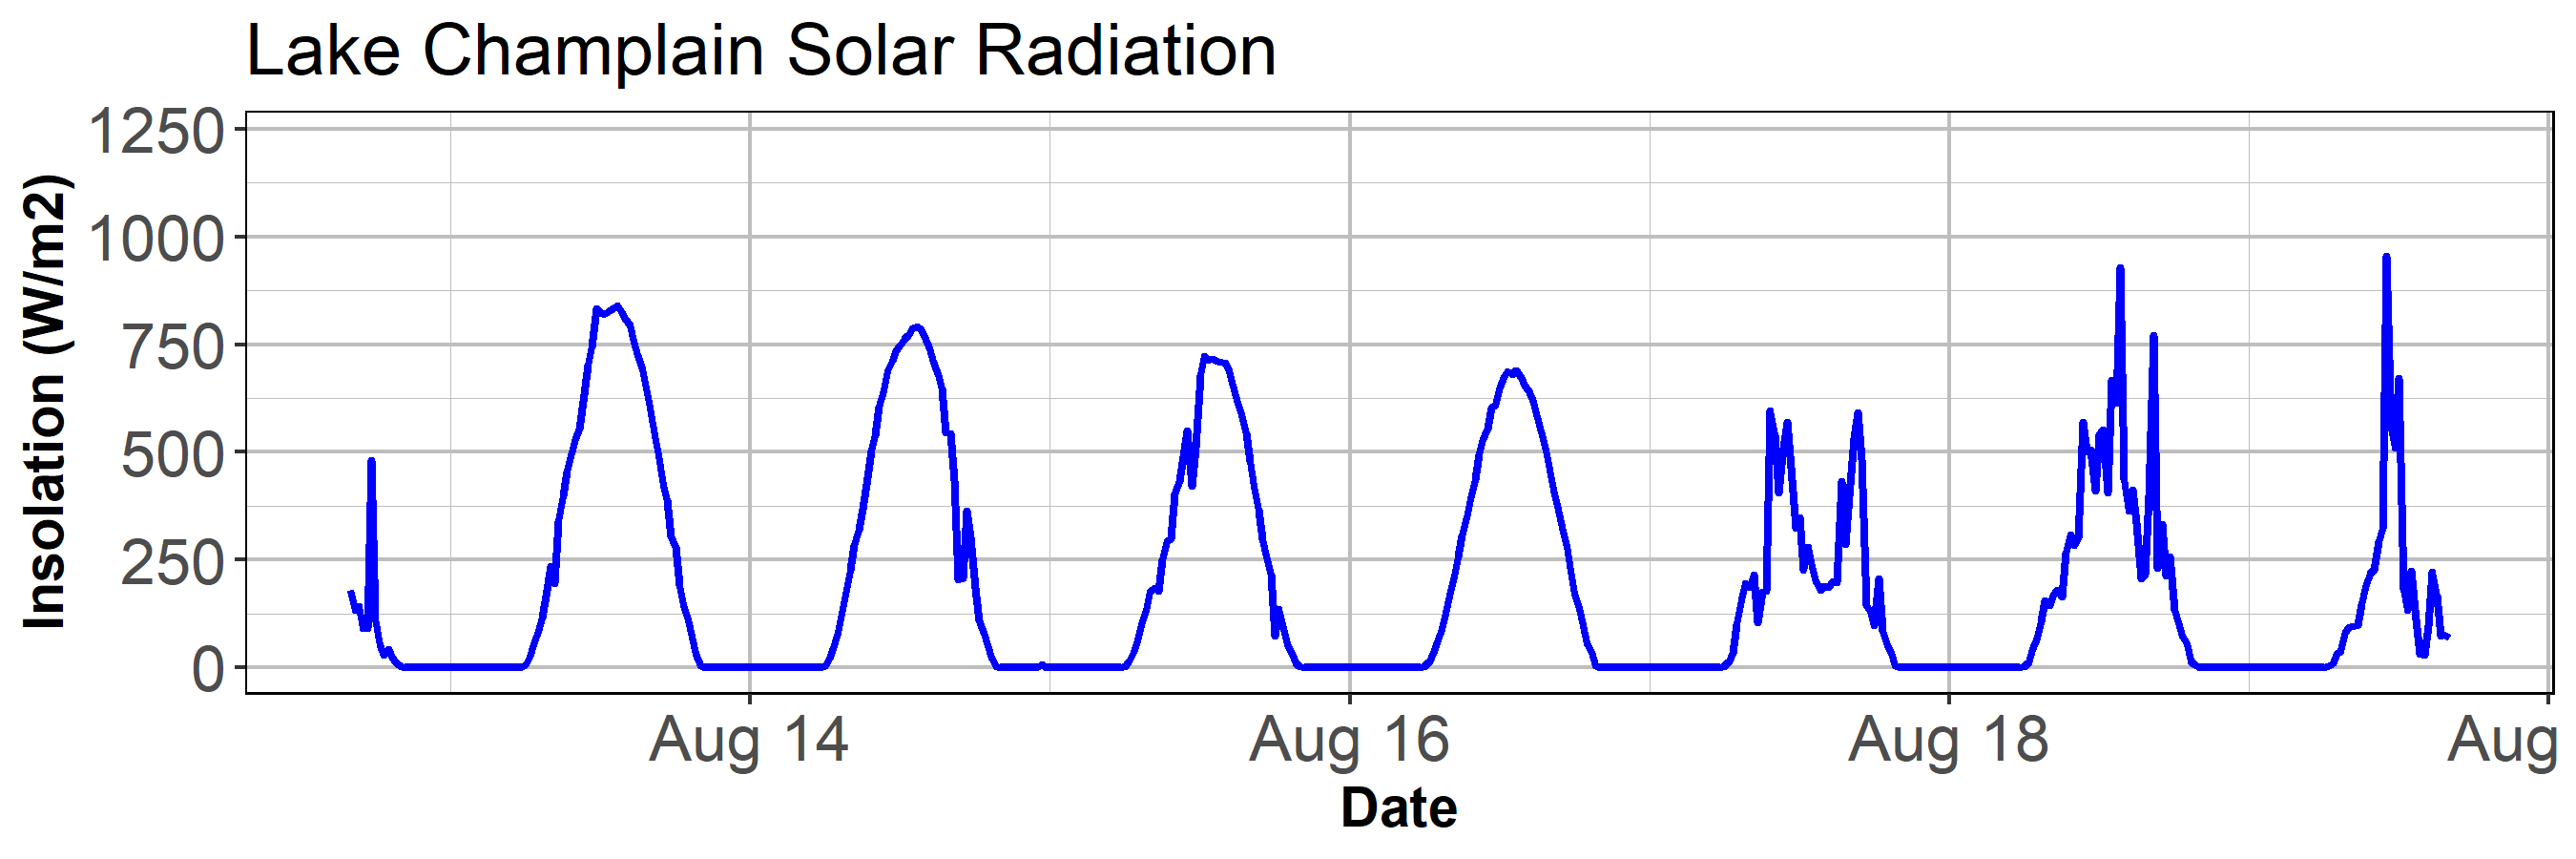 Lake Champlain Solar Radiation
1250
1000
750
500
250
0
Insolation (W/m2)
Aug 14
Aug 16
Aug 18
Aug
Date